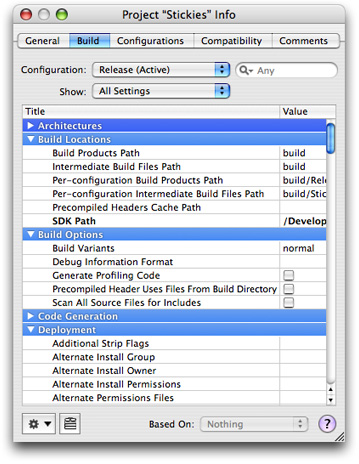 Project “Stickies” Info
General Build Configurations Compatibility Comments
Configuration: Release (Active) Any
Show: All Settings
Title Value
Architectures
Build Locations
Build Products Path build
Intermediate Build Files Path build
Per-configuration Build Products Path build/Rele
Per-configuration Intermediate Build Files Path build/Stic
Precompiled Headers Cache Path
SDK Path /Develop
Build Options
Build Variants normal
Debug Information Format
Generate Profiling Code
Precompiled Header Uses Files From Build Directory
Scan All Source Files for Includes
Code Generation
Deployment
Additional Strip Flags
Alternate Install Group
Alternate Install Owner
Alternate Install Permissions
Alternate Permissions Files
Based On: Nothing ?